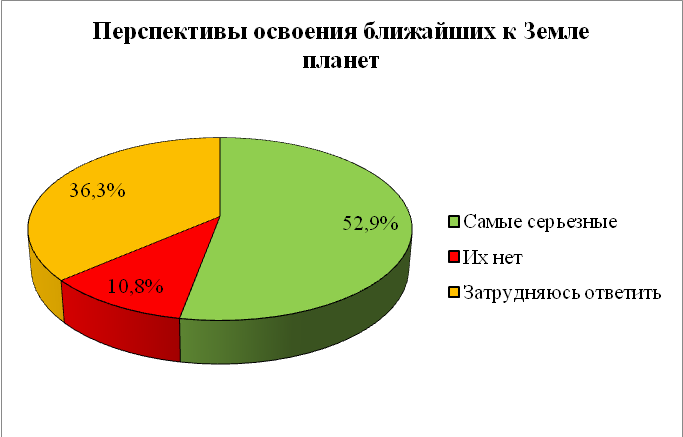 Перспективы освоения ближайших к Земле
планет
36,3%
52,9%
10,8%
Самые серьезные
Их нет
Затрудняюсь ответить